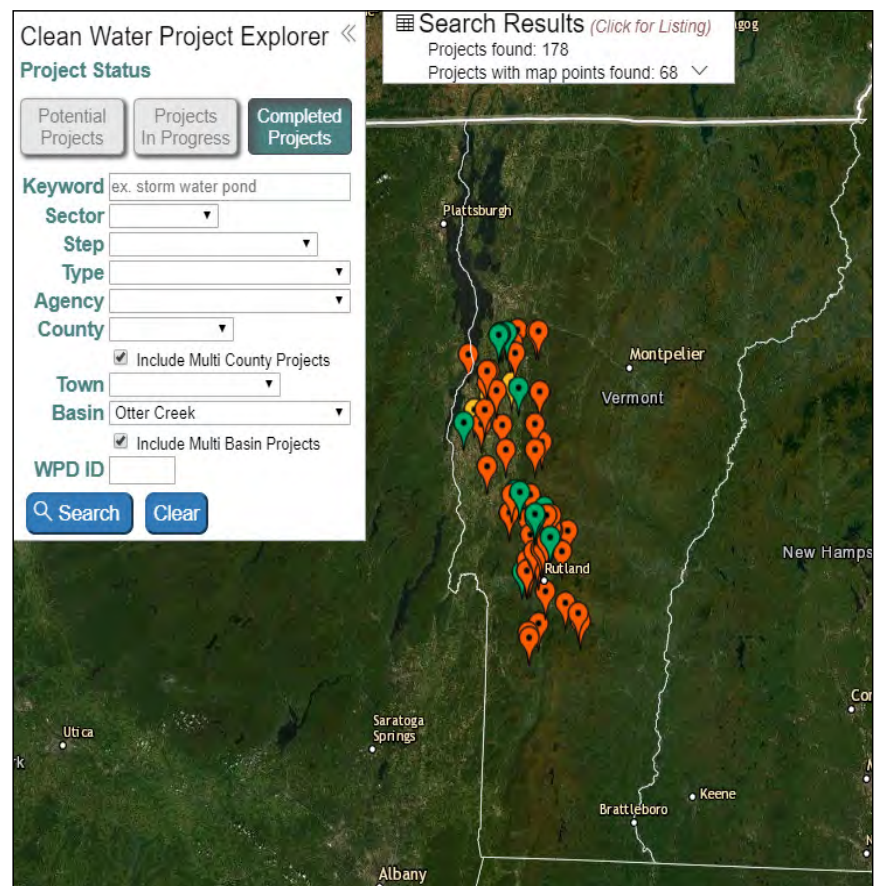 Clean Water Project Explorer «
Project Status
Potential Projects
Projects In Progress
Completed Projects
Keyword ex. storm water pond
Sector
Step
Type
Agency
County
Include Multi County Projects
Town
Basin Otter Creek
Include Multi Basin Projects
WPD ID
Search Clear
Search Results (Click for Listing)
Projects found: 178
Projects with map points found: 68
gog
Plattsburgh
Montpelier
Vermont
New Hamps
Rutland
Saratoga
Springs
Utica
rk
Cor
Keene
Brattleboro
Albany